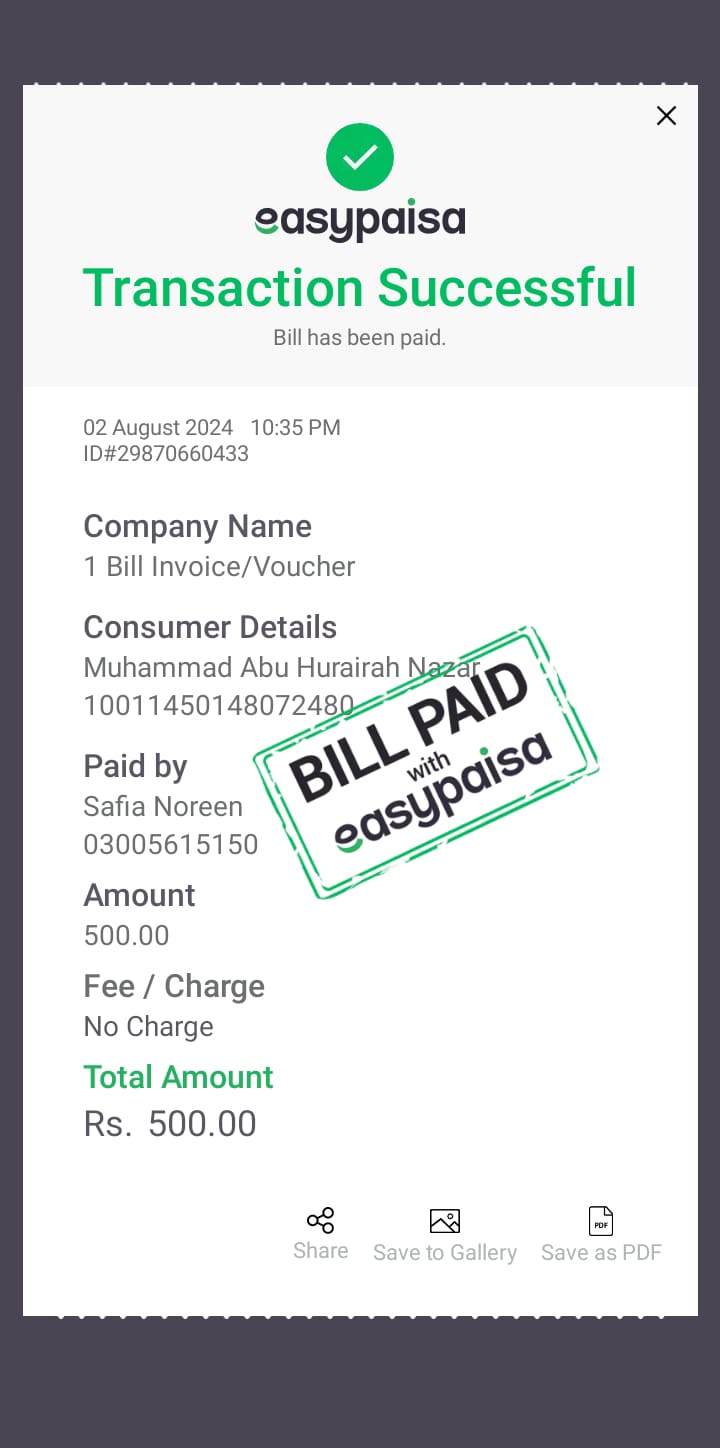 easypaisa
Transaction Successful
Bill has been paid.
02 August 2024 10:35 PM
ID#29870660433
Company Name
1 Bill Invoice/Voucher
Consumer Details
Muhammad Abu Hurairah Nazar
10011450148072480
BILL PAID
with
easypaisa
Paid by
Safia Noreen
03005615150
Amount
500.00
Fee / Charge
No Charge
Total Amount
Rs. 500.00
Share
Save to Gallery
PDF
Save as PDF